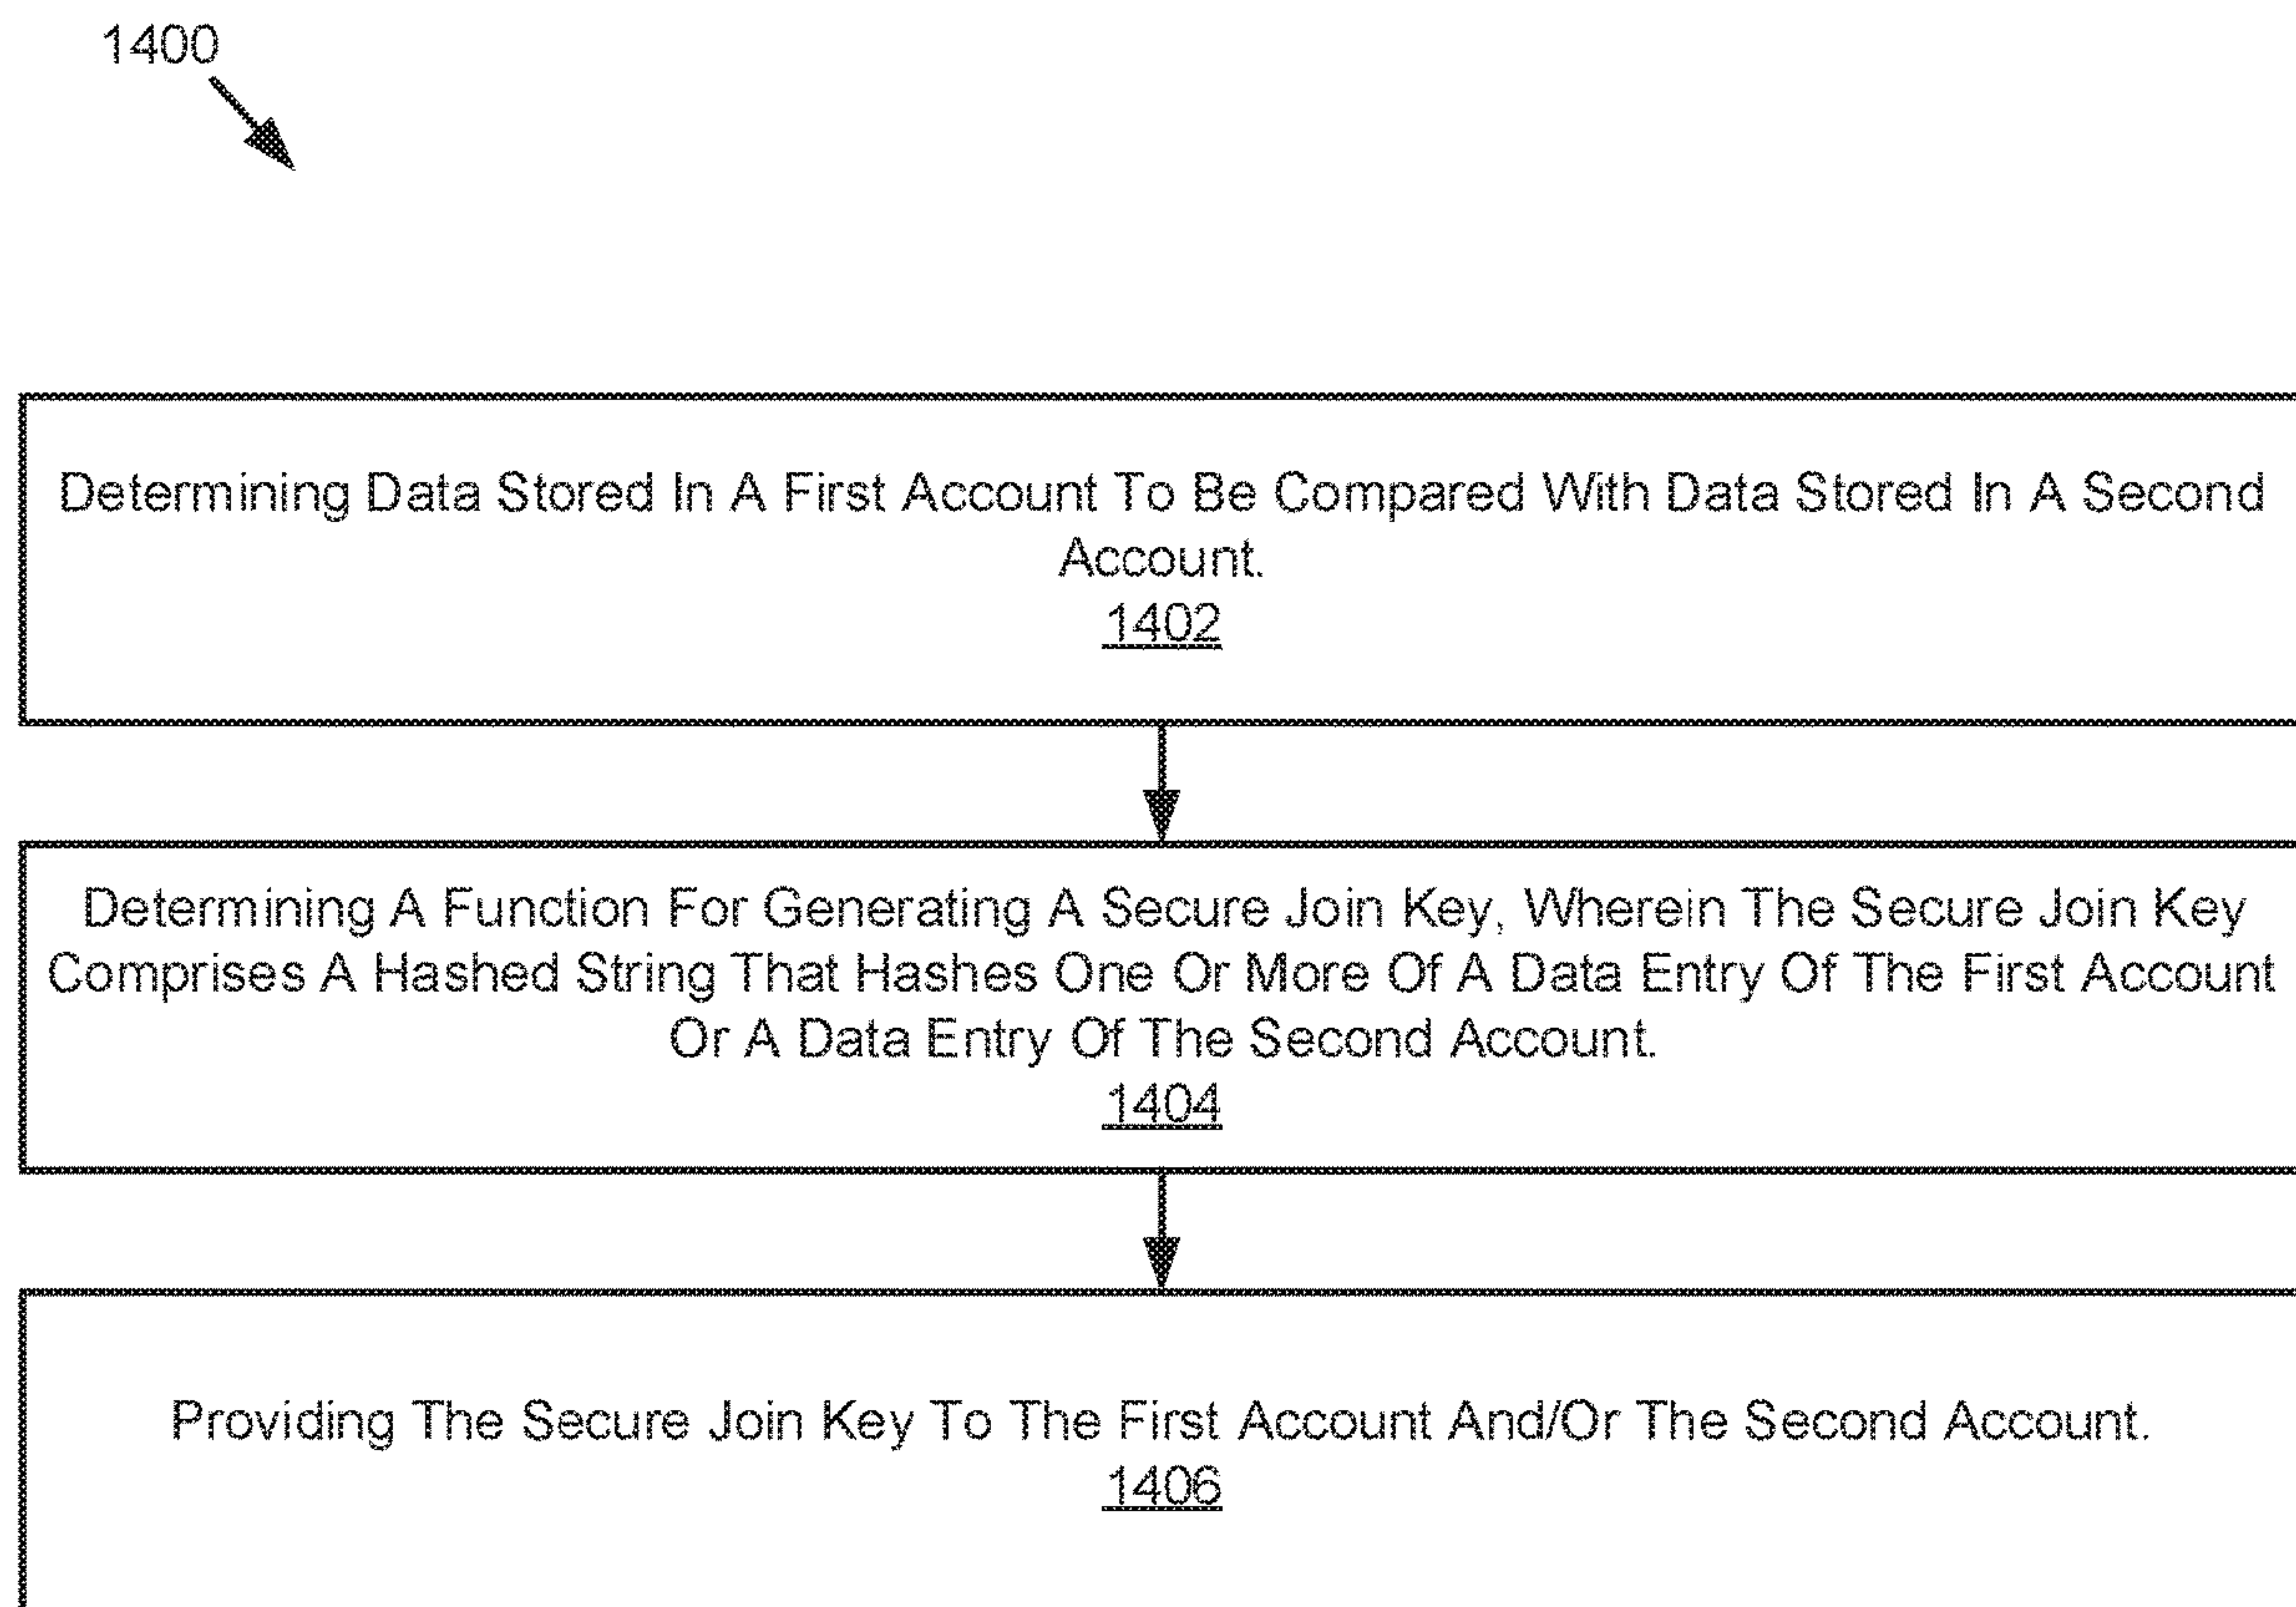 1400
Determining Data Stored In A First Account To Be Compared With Data Stored In A Second
Account.
1402
Determining A Function For Generating A Secure Join Key, Wherein The Secure Join Key
Comprises A Hashed String That Hashes One Or More Of A Data Entry Of The First Account
Or A Data Entry Of The Second Account.
1404
Providing The Secure Join Key To The First Account And/Or The Second Account.
1406